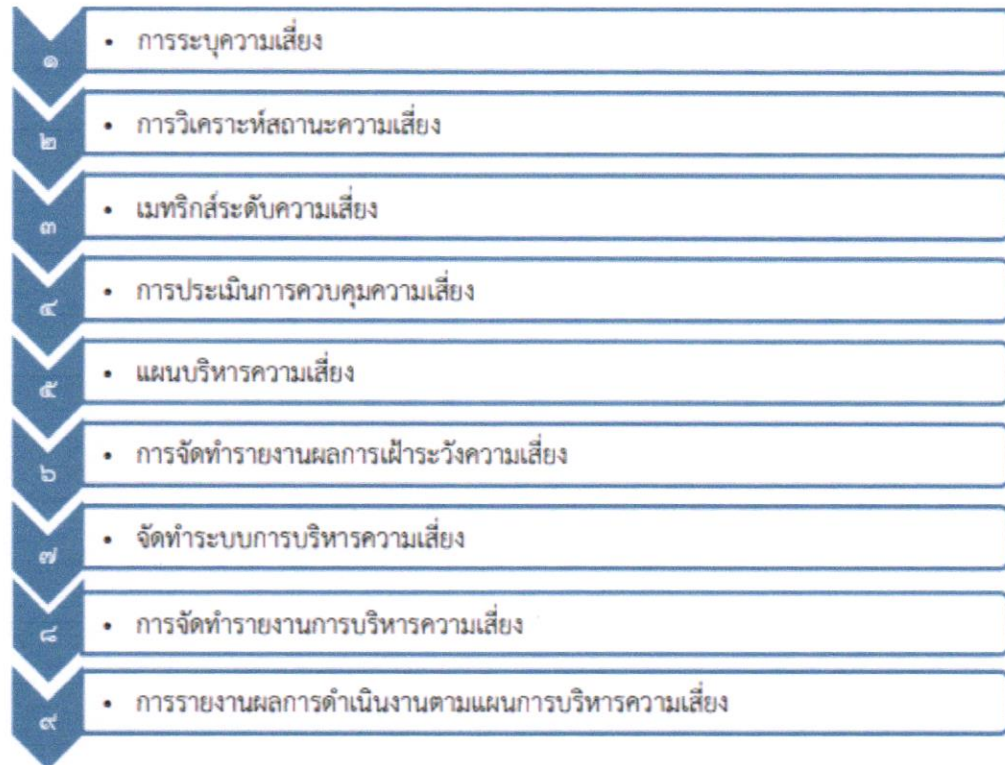 ๑ • การระบุความเสี่ยง
๒ • การวิเคราะห์สถานะความเสี่ยง
๓ • เมทริกส์ระดับความเสี่ยง
๔ • การประเมินการควบคุมความเสี่ยง
๕ • แผนบริหารความเสี่ยง
๖ • การจัดทำรายงานผลการเฝ้าระวังความเสี่ยง
๗ • จัดทำระบบการบริหารความเสี่ยง
๘ • การจัดทำรายงานการบริหารความเสี่ยง
๙ • การรายงานผลการดำเนินงานตามแผนการบริหารความเสี่ยง